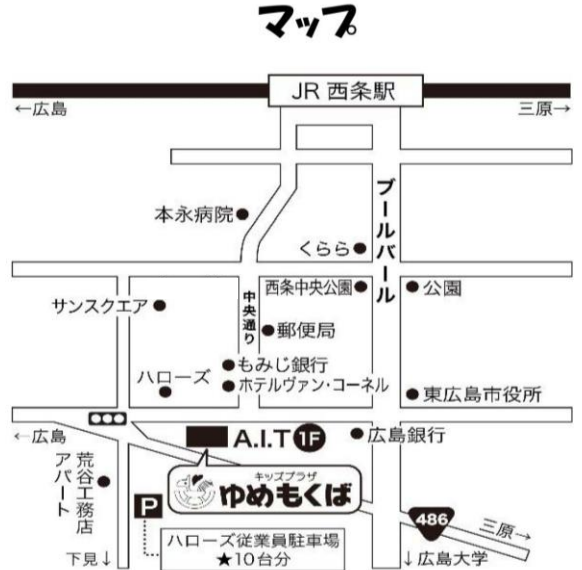 マップ
JR 西条駅
←広島
三原→
本永病院
ブールバール
くらら
西条中央公園
公園
サンスクエア
中央通り
郵便局
もみじ銀行
ハローズ
ホテルヴァン・コーネル
東広島市役所
←広島
A.I.T 1F
広島銀行
荒谷工務店
アパート
キッズプラザ
ゆめもくば
P
486
三原→
ハローズ従業員駐車場
★10台分
下見↓
↓広島大学